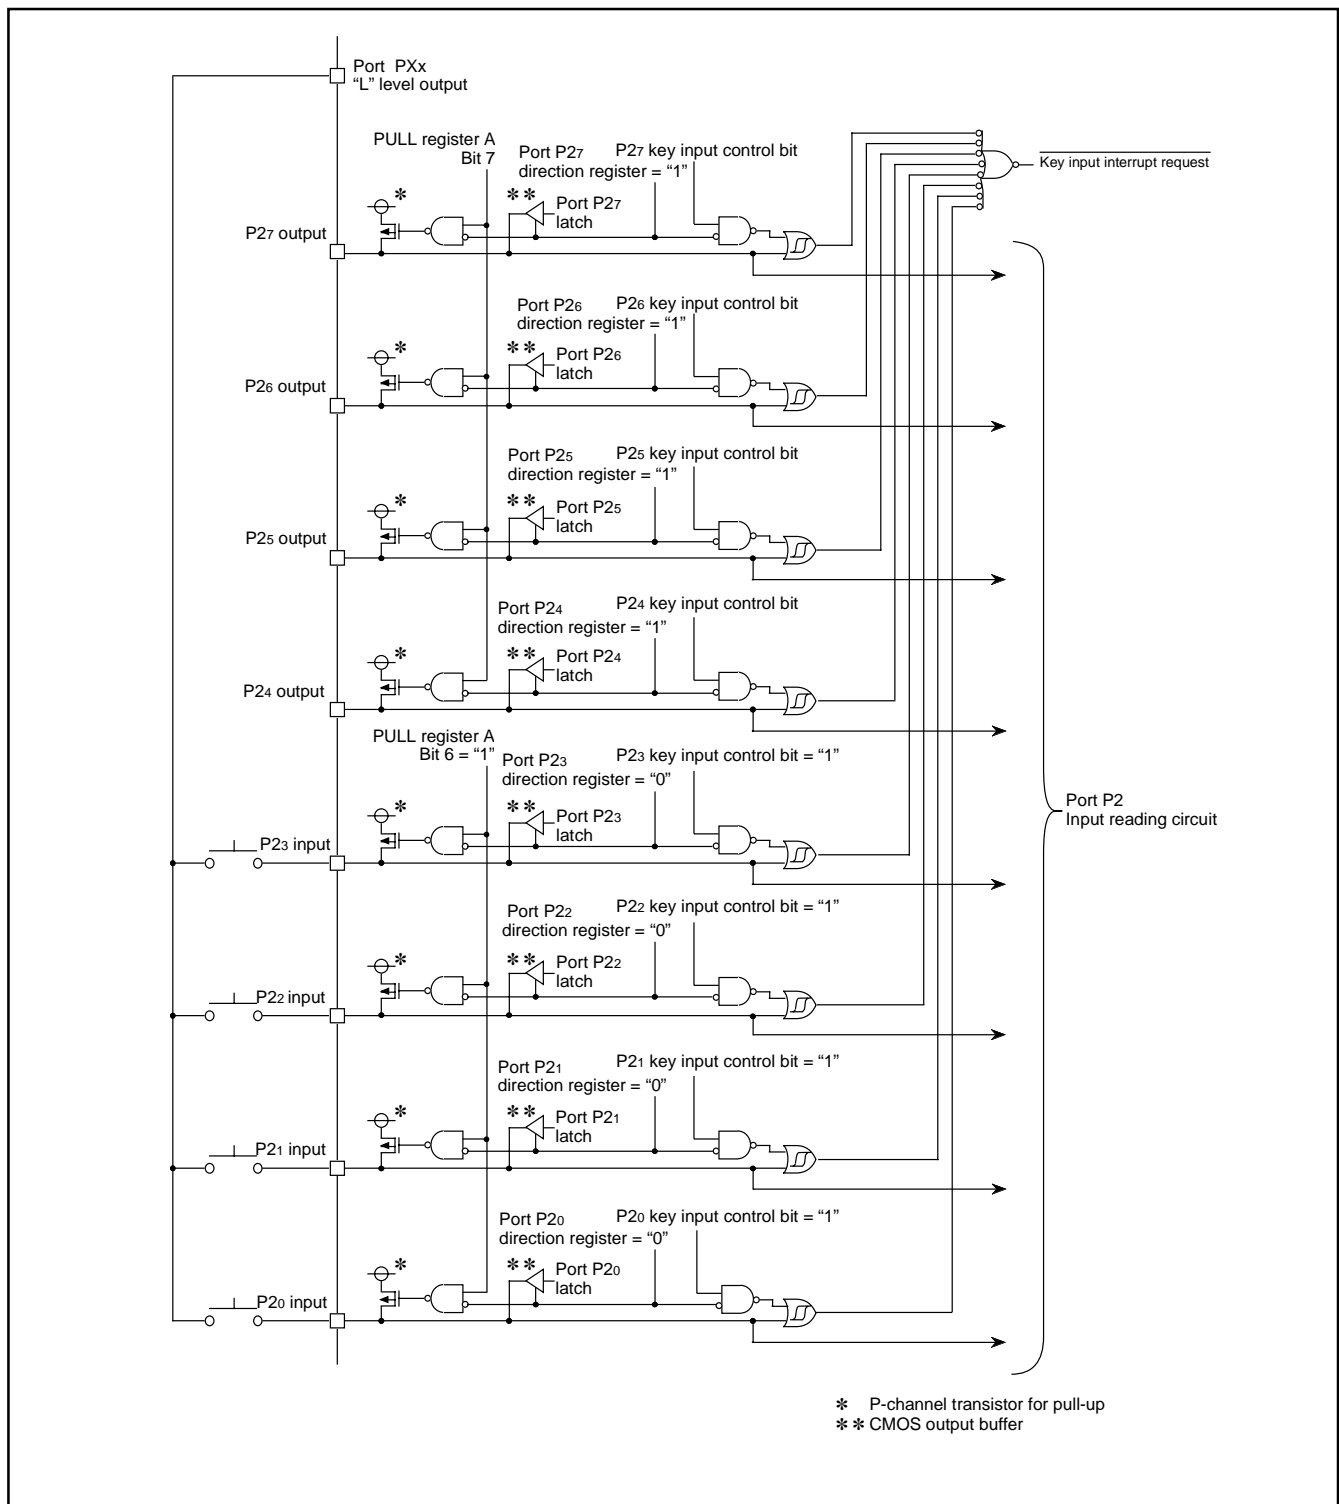 Port PXx
“L” level output
PULL register A
Bit 7
Port P27
direction register = “1”
P27 key input control bit
Key input interrupt request
*
**
Port P27
latch
P27 output
Port P26
direction register = “1”
P26 key input control bit
*
**
Port P26
latch
P26 output
Port P25
direction register = “1”
P25 key input control bit
*
**
Port P25
latch
P25 output
Port P24
direction register = “1”
P24 key input control bit
*
**
Port P24
latch
P24 output
PULL register A
Bit 6 = “1”
Port P23
direction register = “0”
P23 key input control bit = “1”
*
**
Port P23
latch
P23 input
Port P2
Input reading circuit
Port P22
direction register = “0”
P22 key input control bit = “1”
*
**
Port P22
latch
P22 input
Port P21
direction register = “0”
P21 key input control bit = “1”
*
**
Port P21
latch
P21 input
Port P20
direction register = “0”
P20 key input control bit = “1”
*
**
Port P20
latch
P20 input
* P-channel transistor for pull-up
** CMOS output buffer